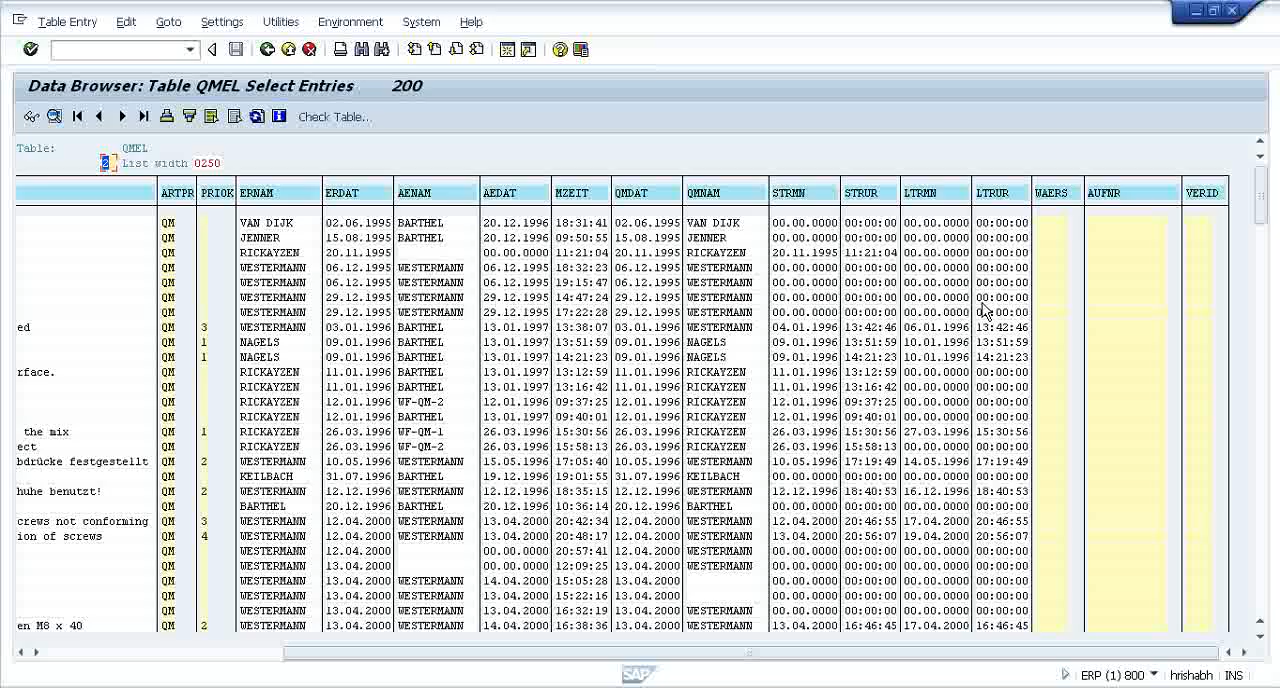 Table Entry Edit Goto Settings Utilities Environment System Help
Data Browser: Table QMEL Select Entries 200
Check Table...
Table: QMEL
2 List width 0250
ARTPR PRIOK ERNAM ERDAT AENAM AEDAT MZEIT QMDAT QMNAM STRMN STRUR LTRMN LTRUR WAERS AUFNR VERID
QM VAN DIJK 02.06.1995 BARTHEL 20.12.1996 18:31:41 02.06.1995 VAN DIJK 00.00.0000 00:00:00 00.00.0000 00:00:00
QM JENNER 15.08.1995 BARTHEL 20.12.1996 09:50:55 15.08.1995 JENNER 00.00.0000 00:00:00 00.00.0000 00:00:00
QM RICKAYZEN 20.11.1995 00.00.0000 11:21:04 20.11.1995 RICKAYZEN 20.11.1995 11:21:04 00.00.0000 00:00:00
QM WESTERMANN 06.12.1995 WESTERMANN 06.12.1995 18:32:23 06.12.1995 WESTERMANN 00.00.0000 00:00:00 00.00.0000 00:00:00
QM WESTERMANN 06.12.1995 WESTERMANN 06.12.1995 19:15:47 06.12.1995 WESTERMANN 00.00.0000 00:00:00 00.00.0000 00:00:00
QM WESTERMANN 29.12.1995 WESTERMANN 29.12.1995 14:47:24 29.12.1995 WESTERMANN 00.00.0000 00:00:00 00.00.0000 00:00:00
QM WESTERMANN 29.12.1995 WESTERMANN 29.12.1995 17:22:28 29.12.1995 WESTERMANN 00.00.0000 00:00:00 00.00.0000 00:00:00
ed QM 3 WESTERMANN 03.01.1996 BARTHEL 13.01.1997 13:38:07 03.01.1996 WESTERMANN 04.01.1996 13:42:46 06.01.1996 13:42:46
QM 1 NAGELS 09.01.1996 BARTHEL 13.01.1997 13:51:59 09.01.1996 NAGELS 09.01.1996 13:51:59 10.01.1996 13:51:59
QM 1 NAGELS 09.01.1996 BARTHEL 13.01.1997 14:21:23 09.01.1996 NAGELS 09.01.1996 14:21:23 10.01.1996 14:21:23
rface. QM RICKAYZEN 11.01.1996 BARTHEL 13.01.1997 13:12:59 11.01.1996 RICKAYZEN 11.01.1996 13:12:59 00.00.0000 00:00:00
QM RICKAYZEN 11.01.1996 BARTHEL 13.01.1997 13:16:42 11.01.1996 RICKAYZEN 11.01.1996 13:16:42 00.00.0000 00:00:00
QM RICKAYZEN 12.01.1996 WF-QM-2 12.01.1996 09:37:25 12.01.1996 RICKAYZEN 12.01.1996 09:37:25 00.00.0000 00:00:00
QM RICKAYZEN 12.01.1996 BARTHEL 13.01.1997 09:40:01 12.01.1996 RICKAYZEN 12.01.1996 09:40:01 00.00.0000 00:00:00
the mix QM 1 RICKAYZEN 26.03.1996 WF-QM-1 26.03.1996 15:30:56 26.03.1996 RICKAYZEN 26.03.1996 15:30:56 27.03.1996 15:30:56
ect QM RICKAYZEN 26.03.1996 WF-QM-2 26.03.1996 15:58:13 26.03.1996 RICKAYZEN 26.03.1996 15:58:13 00.00.0000 00:00:00
bdrücke festgestellt QM 2 WESTERMANN 10.05.1996 WESTERMANN 15.05.1996 17:05:40 10.05.1996 WESTERMANN 10.05.1996 17:19:49 14.05.1996 17:19:49
QM KEILBACH 31.07.1996 BARTHEL 19.12.1996 19:01:55 31.07.1996 KEILBACH 00.00.0000 00:00:00 00.00.0000 00:00:00
huhe benutzt! QM 2 WESTERMANN 12.12.1996 WESTERMANN 12.12.1996 18:35:15 12.12.1996 WESTERMANN 12.12.1996 18:40:53 16.12.1996 18:40:53
QM BARTHEL 20.12.1996 BARTHEL 20.12.1996 10:36:14 20.12.1996 BARTHEL 00.00.0000 00:00:00 00.00.0000 00:00:00
crews not conforming QM 3 WESTERMANN 12.04.2000 WESTERMANN 13.04.2000 20:42:34 12.04.2000 WESTERMANN 12.04.2000 20:46:55 17.04.2000 20:46:55
ion of screws QM 4 WESTERMANN 12.04.2000 WESTERMANN 13.04.2000 20:48:17 12.04.2000 WESTERMANN 13.04.2000 20:56:07 19.04.2000 20:56:07
QM WESTERMANN 12.04.2000 00.00.0000 20:57:41 12.04.2000 WESTERMANN 00.00.0000 00:00:00 00.00.0000 00:00:00
QM WESTERMANN 13.04.2000 00.00.0000 12:09:25 13.04.2000 WESTERMANN 00.00.0000 00:00:00 00.00.0000 00:00:00
QM WESTERMANN 13.04.2000 WESTERMANN 14.04.2000 15:05:28 13.04.2000 00.00.0000 00:00:00 00.00.0000 00:00:00
QM WESTERMANN 13.04.2000 WESTERMANN 13.04.2000 15:22:16 13.04.2000 00.00.0000 00:00:00 00.00.0000 00:00:00
QM WESTERMANN 13.04.2000 WESTERMANN 13.04.2000 16:32:19 13.04.2000 WESTERMANN 00.00.0000 00:00:00 00.00.0000 00:00:00
en M8 x 40 QM 2 WESTERMANN 13.04.2000 WESTERMANN 14.04.2000 16:38:36 13.04.2000 WESTERMANN 13.04.2000 16:46:45 17.04.2000 16:46:45
SAP ERP (1) 800 hrishabh INS